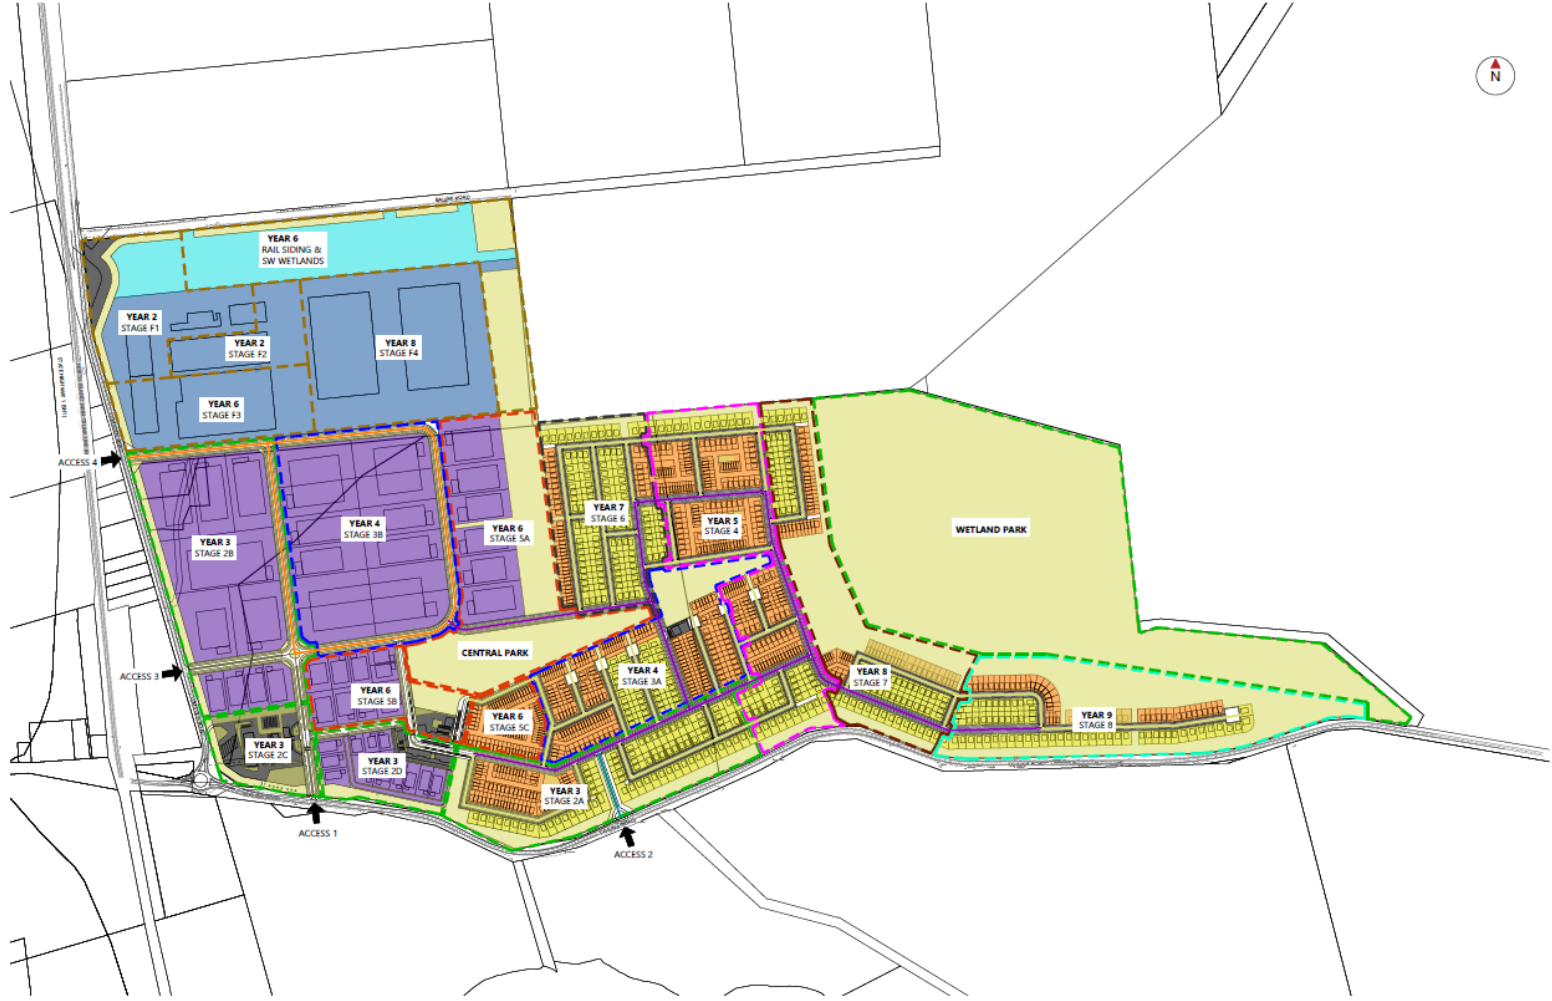 N
YEAR 6
RAIL SIDING &
SW WETLANDS
YEAR 2
STAGE F1
YEAR 2
STAGE F2
YEAR 8
STAGE F4
YEAR 6
STAGE F3
ACCESS 4
YEAR 3
STAGE 2B
YEAR 4
STAGE 3B
YEAR 6
STAGE 5A
YEAR 7
STAGE 6
YEAR 5
STAGE 4
WETLAND PARK
CENTRAL PARK
ACCESS 3
YEAR 6
STAGE 5B
YEAR 4
STAGE 3A
YEAR 8
STAGE 7
YEAR 6
STAGE 5C
YEAR 9
STAGE 8
YEAR 3
STAGE 2C
YEAR 3
STAGE 2D
YEAR 3
STAGE 2A
ACCESS 1
ACCESS 2